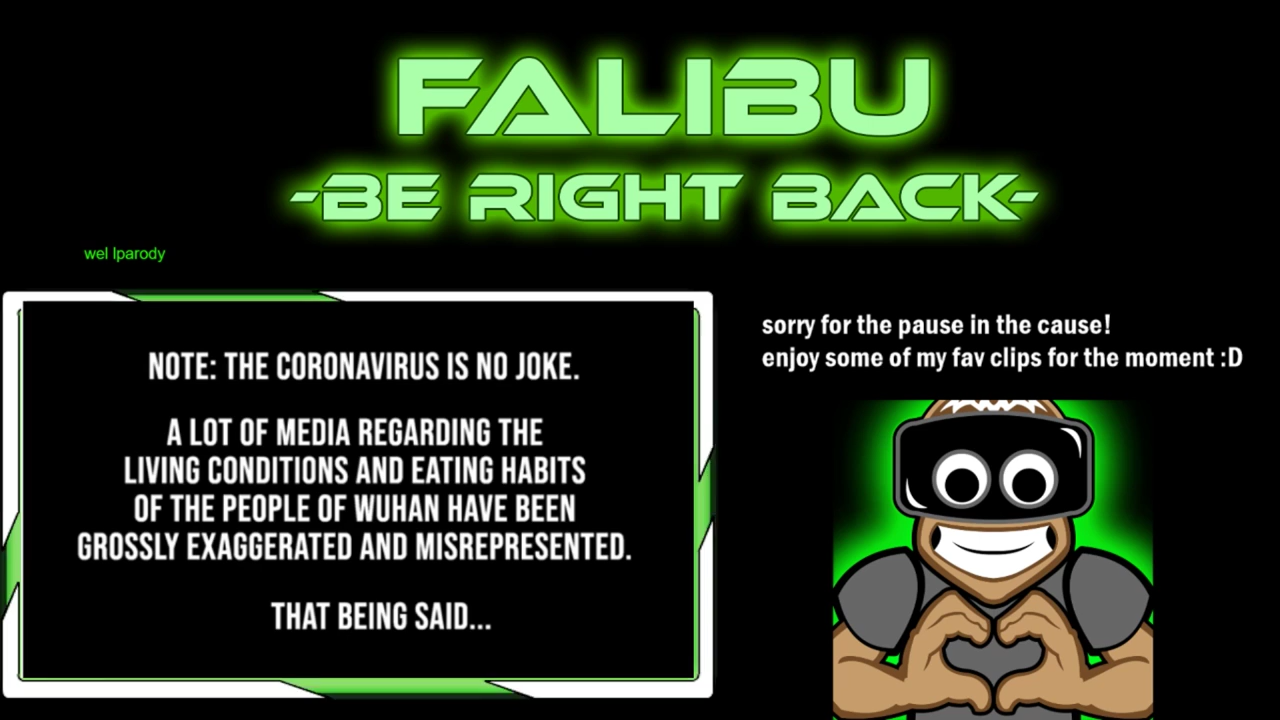 FALIBU
-BE RIGHT BACK-
wel lparody
NOTE: THE CORONAVIRUS IS NO JOKE.
A LOT OF MEDIA REGARDING THE
LIVING CONDITIONS AND EATING HABITS
OF THE PEOPLE OF WUHAN HAVE BEEN
GROSSLY EXAGGERATED AND MISREPRESENTED.
THAT BEING SAID...
sorry for the pause in the cause!
enjoy some of my fav clips for the moment :D